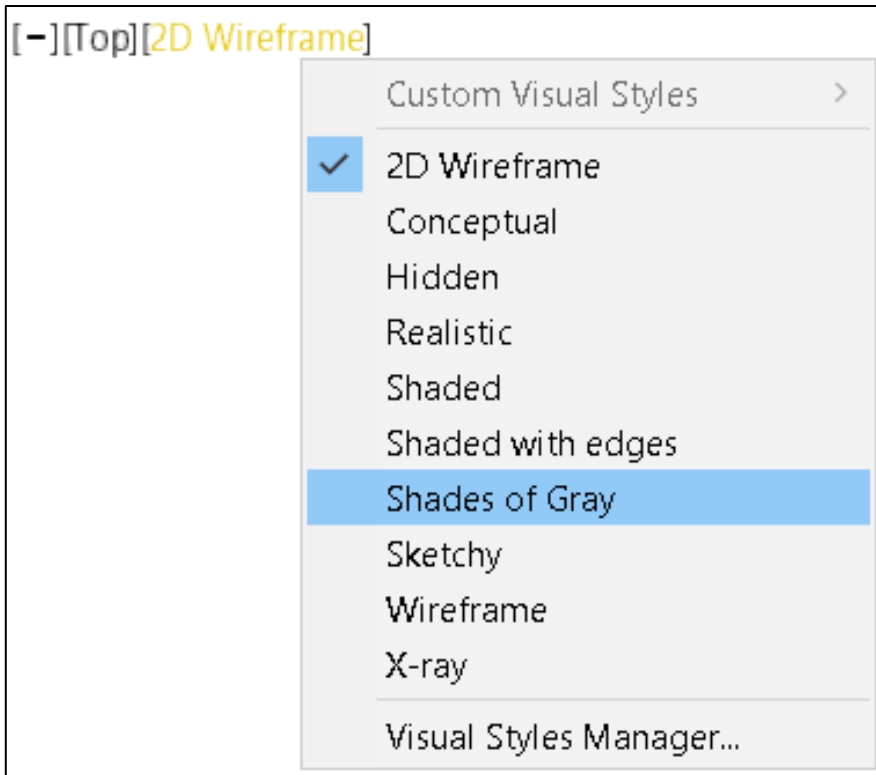 [-][Top][2D Wireframe]
Custom Visual Styles
2D Wireframe
Conceptual
Hidden
Realistic
Shaded
Shaded with edges
Shades of Gray
Sketchy
Wireframe
X-ray
Visual Styles Manager...